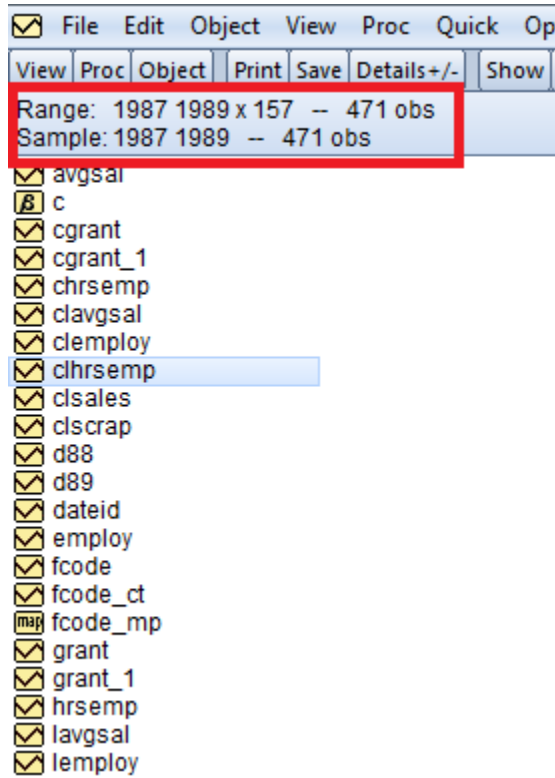 File Edit Object View Proc Quick Op
View Proc Object Print Save Details+/- Show
Range: 1987 1989 x 157 -- 471 obs
Sample: 1987 1989 -- 471 obs
avgsal
β c
cgrant
cgrant_1
chrsemp
clavgsal
clemploy
clhrsemp
clsales
clscrap
d88
d89
dateid
employ
fcode
fcode_ct
map fcode_mp
grant
grant_1
hrsemp
lavgsal
lemploy